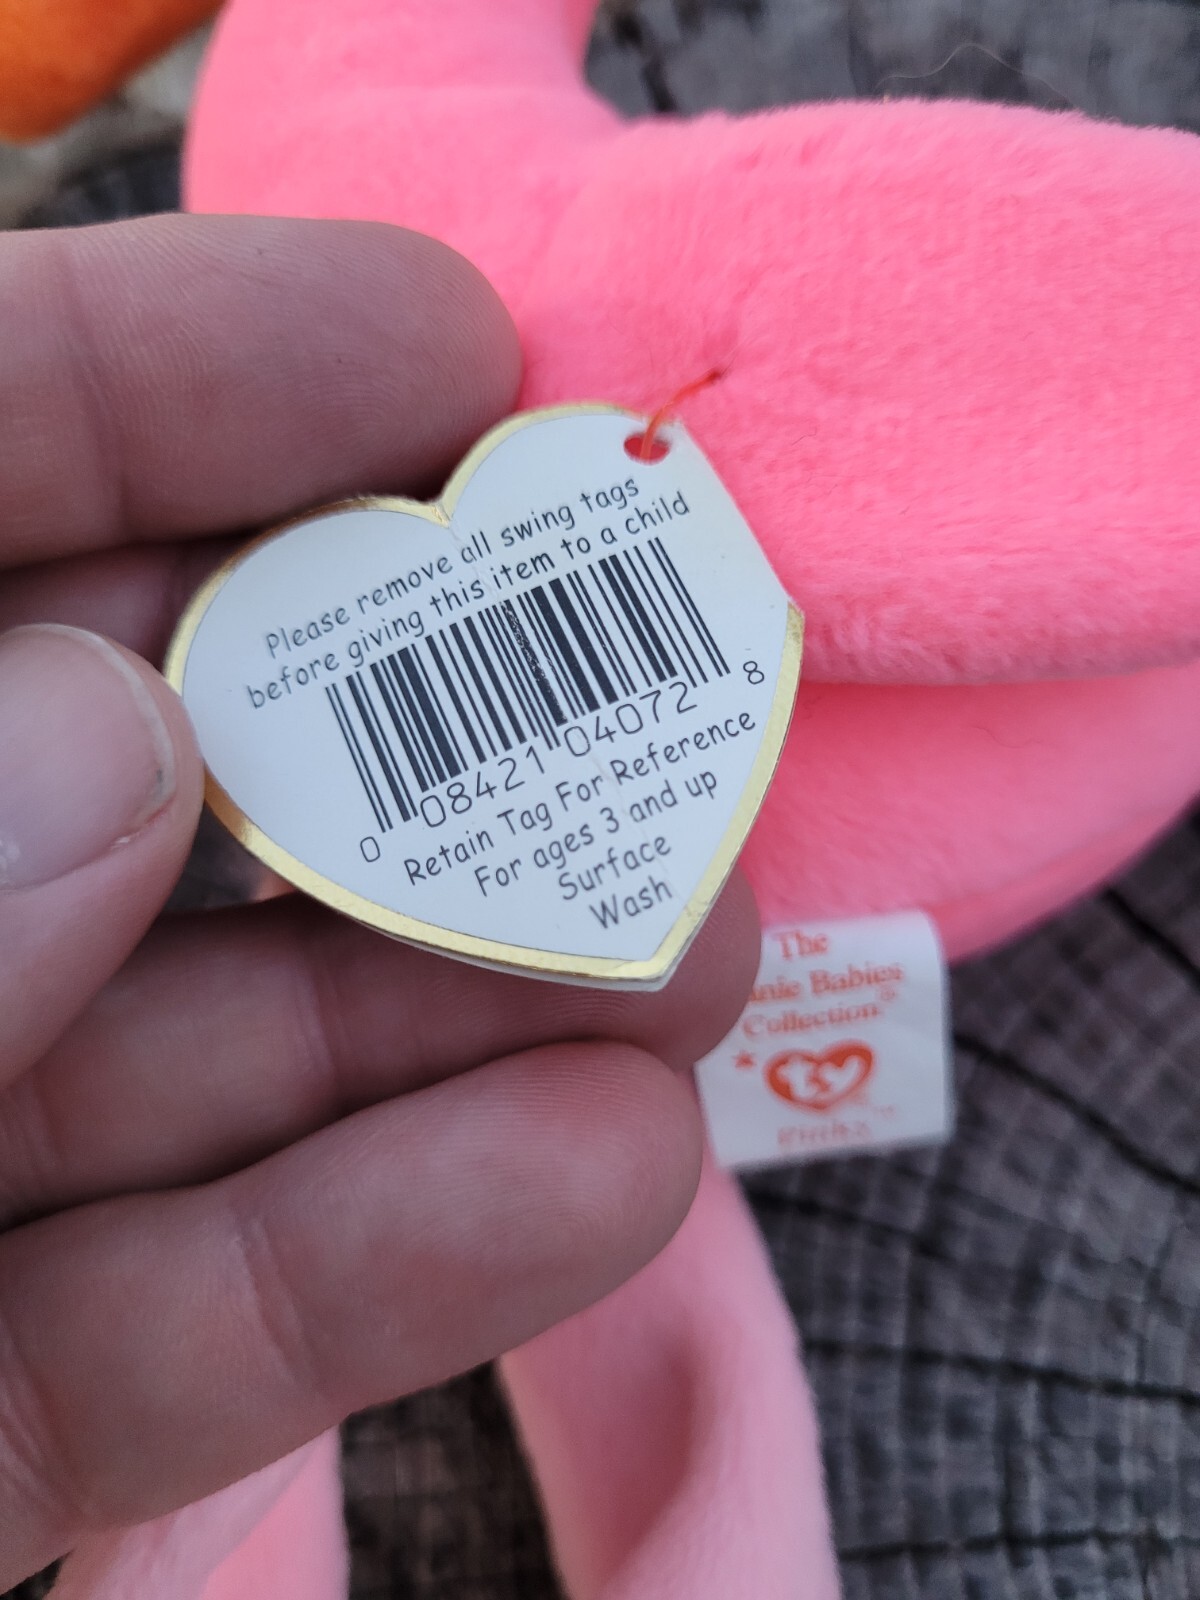 Please remove all swing tags
before giving this item to a child
0 08421 04072 8
Retain Tag For Reference
For ages 3 and up
Surface
Wash
The
Babies
Collection®